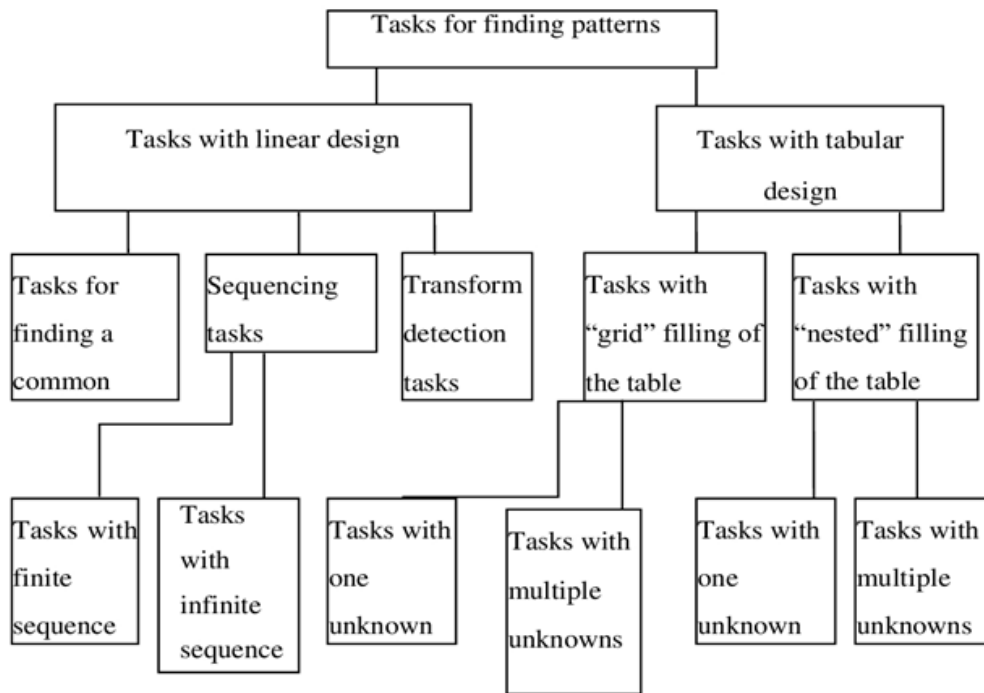 Tasks for finding patterns
Tasks with linear design
Tasks with tabular
design
Tasks for
finding a
common
Sequencing
tasks
Transform
detection
tasks
Tasks with
“grid” filling of
the table
Tasks with
“nested” filling
of the table
Tasks with
finite
sequence
Tasks
with
infinite
sequence
Tasks with
one
unknown
Tasks with
multiple
unknowns
Tasks with
one
unknown
Tasks with
multiple
unknowns